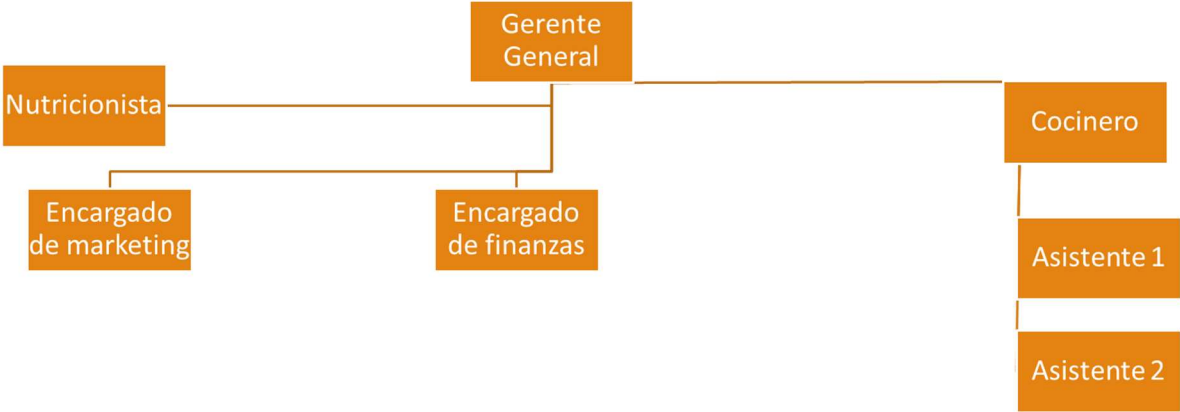 Gerente
General
Nutricionista
Cocinero
Encargado
de marketing
Encargado
de finanzas
Asistente 1
Asistente 2